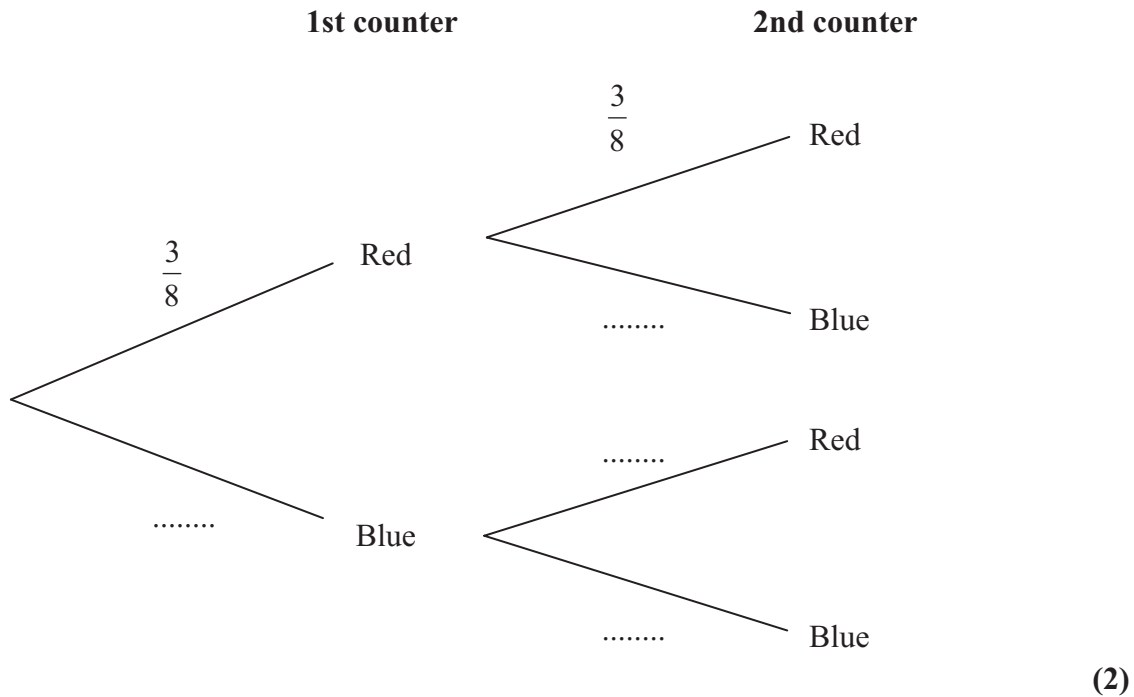 1st counter 2nd counter
3
8
Red
3
8
Red
........ Blue
........ Red
........ Blue
........ Blue
(2)